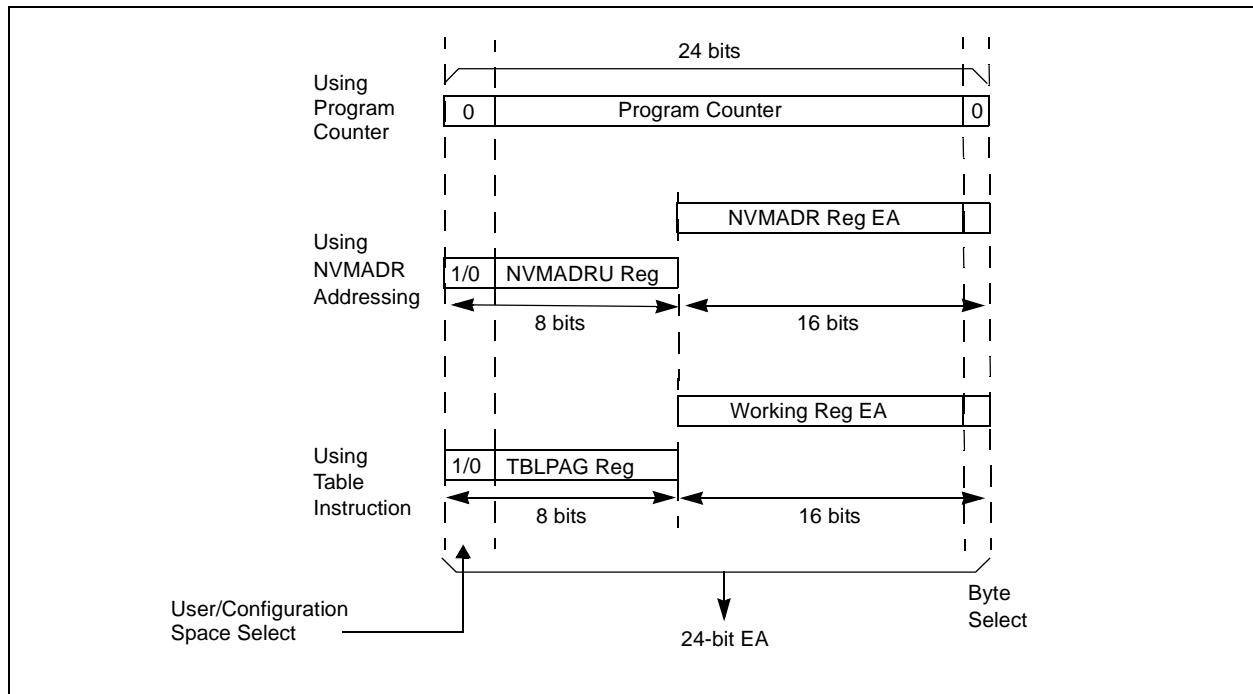 24 bits
Using
Program
Counter
0
Program Counter
0
NVMADR Reg EA
Using
NVMADR
Addressing
1/0
NVMADRU Reg
8 bits
16 bits
Working Reg EA
Using
Table
Instruction
1/0
TBLPAG Reg
8 bits
16 bits
User/Configuration
Space Select
24-bit EA
Byte
Select